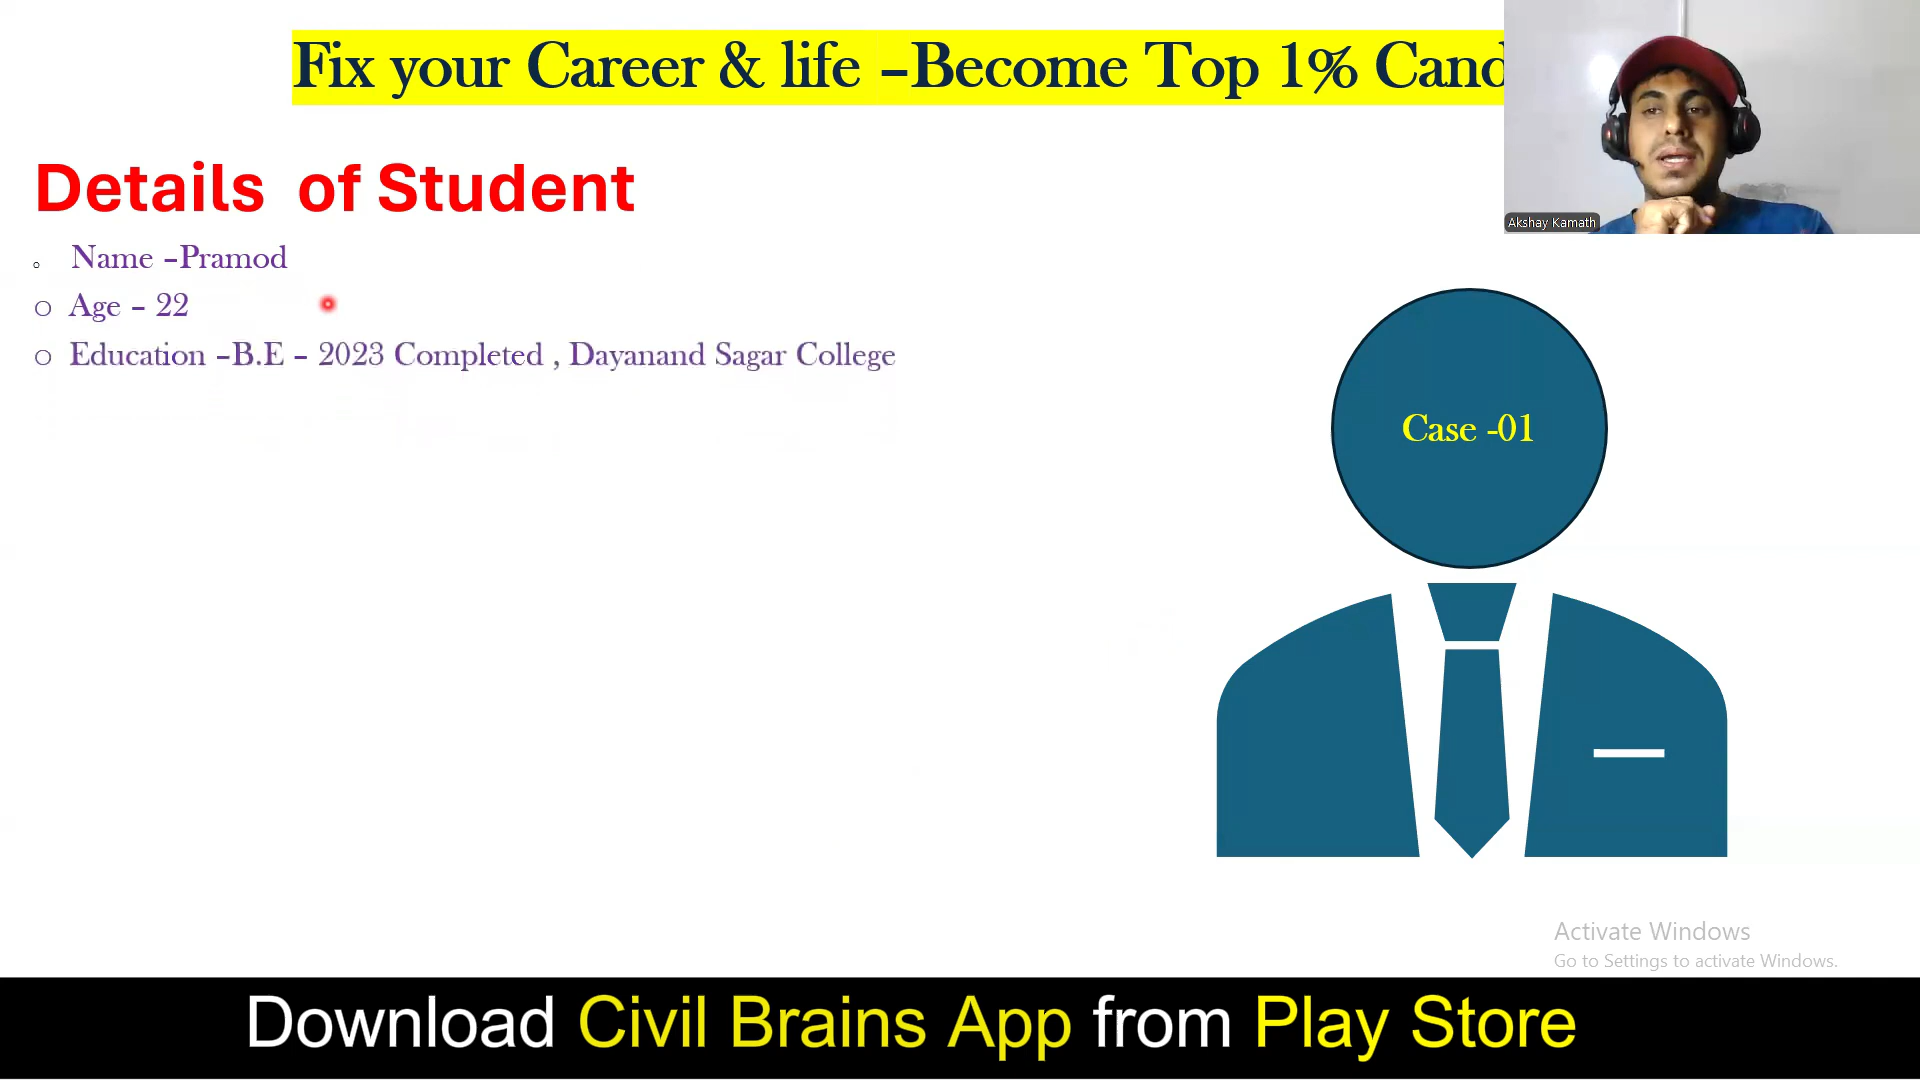 Fix your Career & life –Become Top 1% Cand
Akshay Kamath
Details of Student
Name –Pramod
Age – 22
Education –B.E – 2023 Completed , Dayanand Sagar College
Case -01
Activate Windows
Go to Settings to activate Windows.
Download Civil Brains App from Play Store